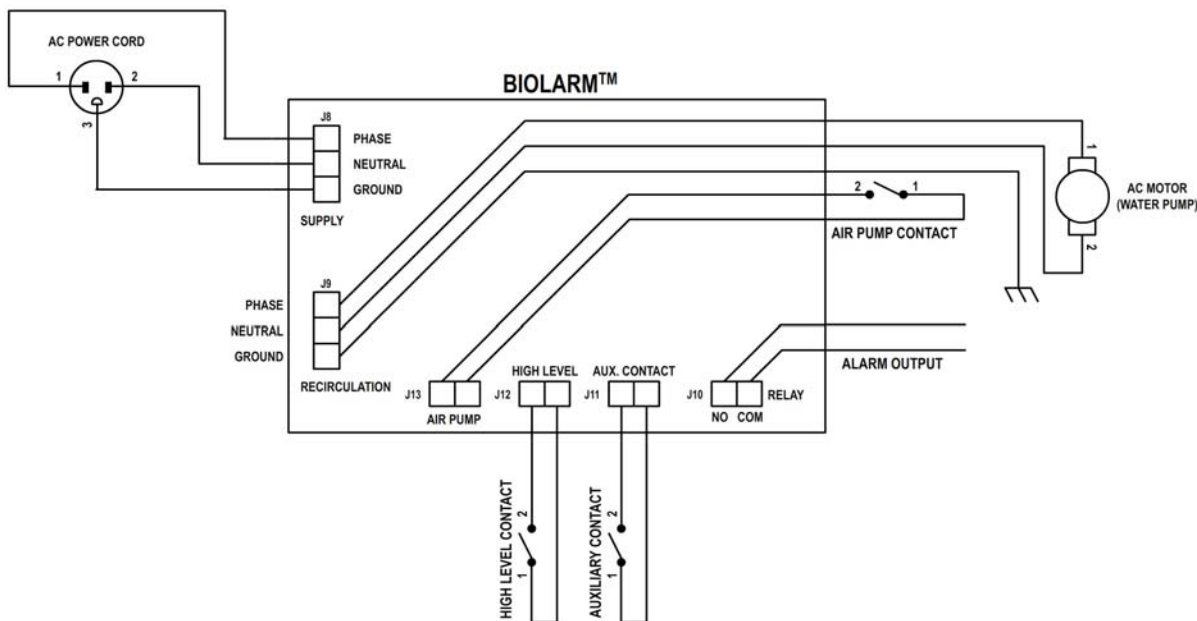 AC POWER CORD
1
2
3
BIOLARM™
J8
PHASE
NEUTRAL
GROUND
SUPPLY
J9
PHASE
NEUTRAL
GROUND
RECIRCULATION
2
1
AIR PUMP CONTACT
1
AC MOTOR
(WATER PUMP)
2
ALARM OUTPUT
J13
AIR PUMP
HIGH LEVEL
J12
AUX. CONTACT
J11
J10
RELAY
NO COM
HIGH LEVEL CONTACT
2
1
AUXILIARY CONTACT
2
1